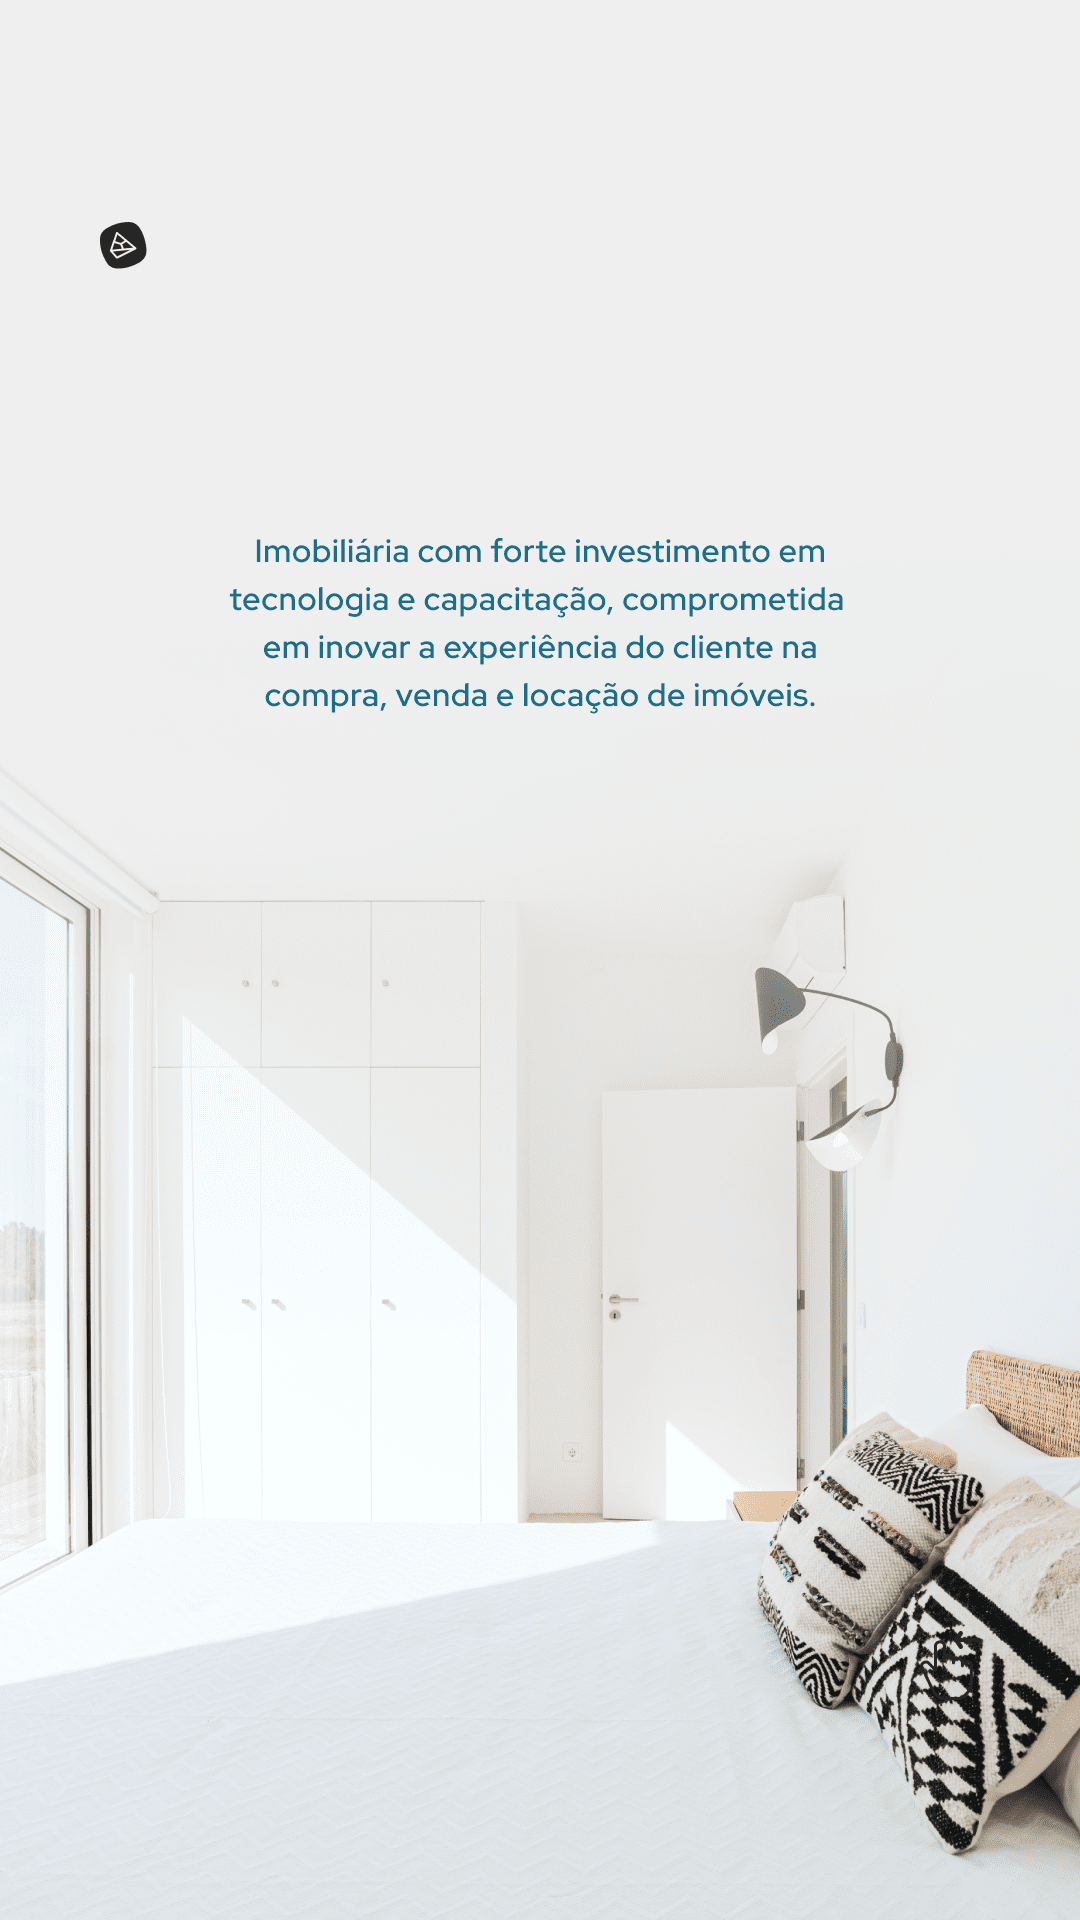 Imobiliária com forte investimento em
tecnologia e capacitação, comprometida
em inovar a experiência do cliente na
compra, venda e locação de imóveis.